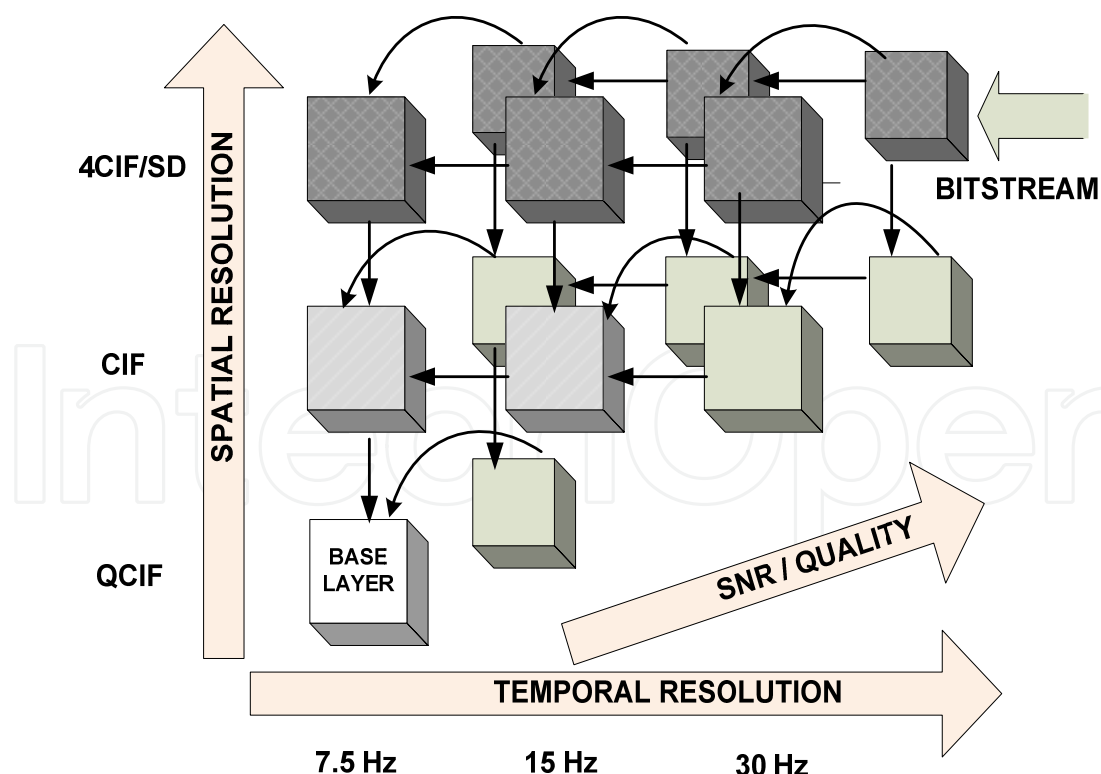 4CIF/SD
BITSTREAM
SPATIAL RESOLUTION
CIF
BASE
LAYER
QCIF
SNR / QUALITY
TEMPORAL RESOLUTION
7.5 Hz
15 Hz
30 Hz
IntechOper